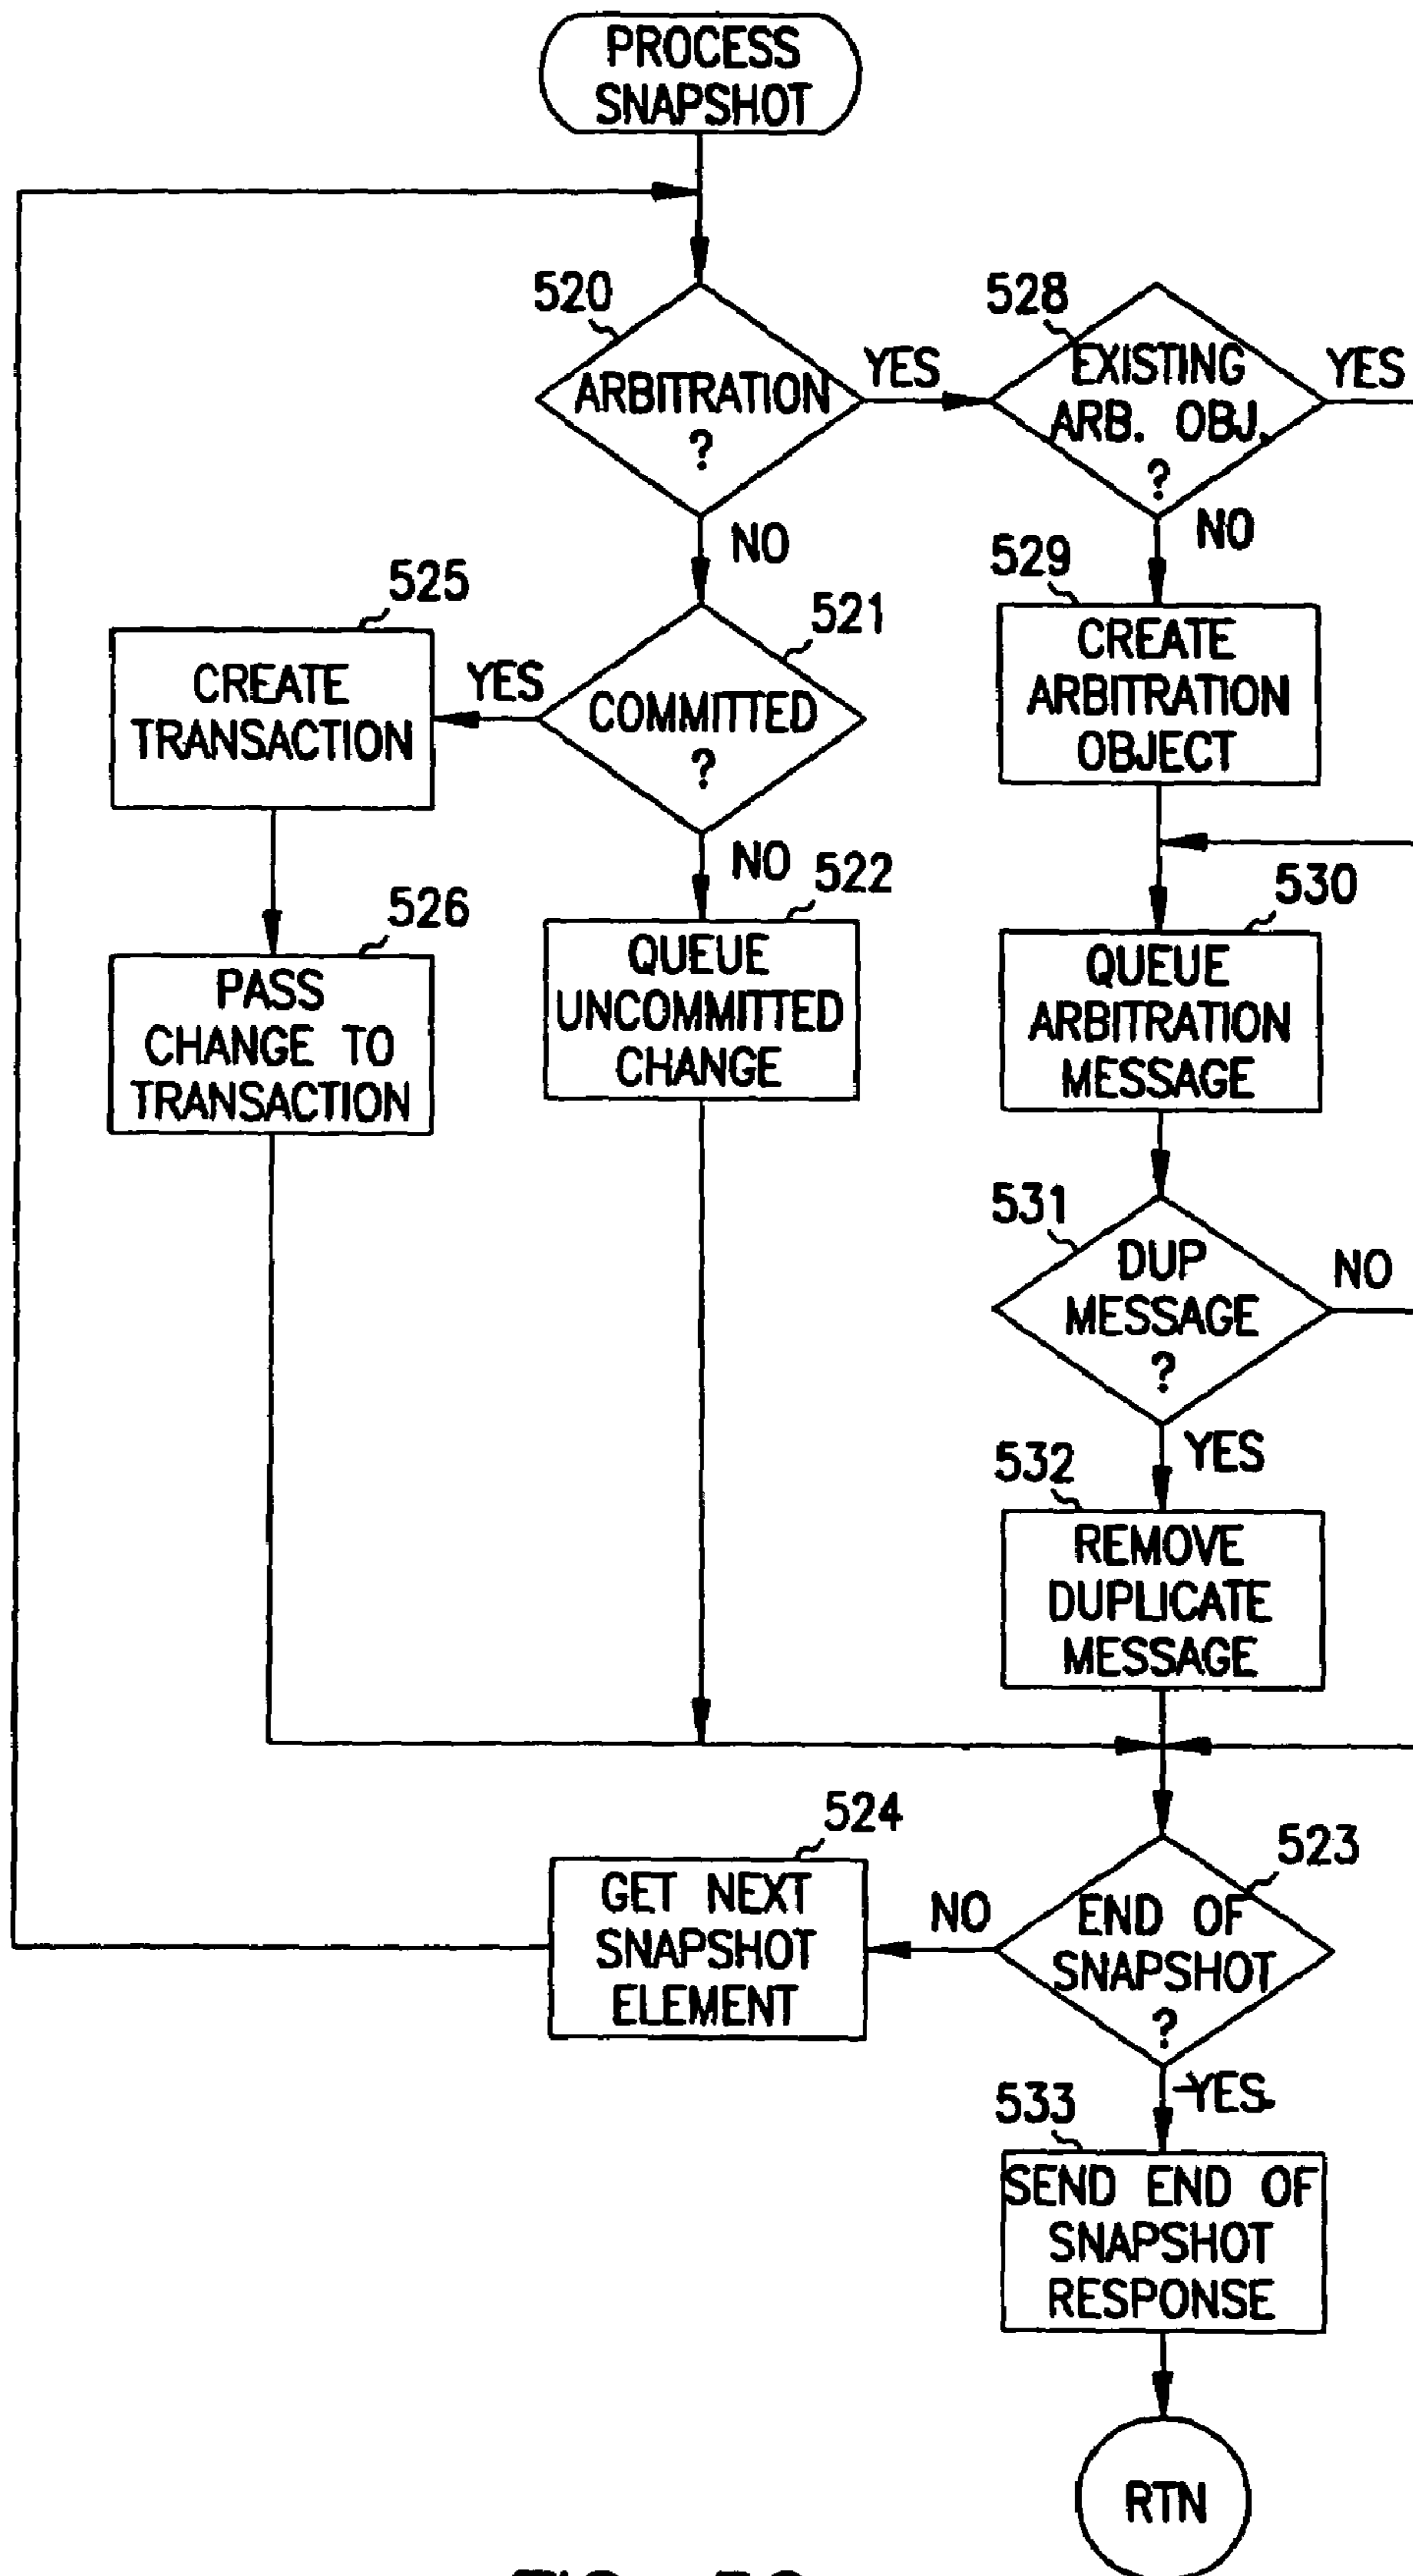 PROCESS
SNAPSHOT
520
ARBITRATION
?
YES
528
EXISTING
ARB. OBJ.
?
YES
NO
NO
529
CREATE
ARBITRATION
OBJECT
525
CREATE
TRANSACTION
YES
521
COMMITTED
?
NO
526
PASS
CHANGE TO
TRANSACTION
522
QUEUE
UNCOMMITTED
CHANGE
530
QUEUE
ARBITRATION
MESSAGE
531
DUP
MESSAGE
?
NO
YES
532
REMOVE
DUPLICATE
MESSAGE
524
GET NEXT
SNAPSHOT
ELEMENT
NO
523
END OF
SNAPSHOT
?
YES
533
SEND END OF
SNAPSHOT
RESPONSE
RTN